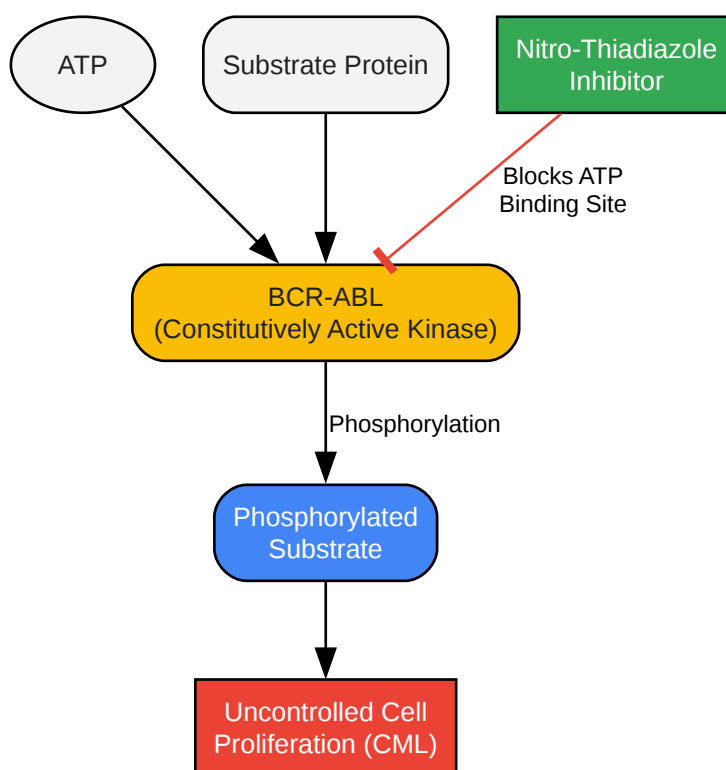 ATP
Substrate Protein
Nitro-Thiadiazole
Inhibitor
Blocks ATP
Binding Site
BCR-ABL
(Constitutively Active Kinase)
Phosphorylation
Phosphorylated
Substrate
Uncontrolled Cell
Proliferation (CML)